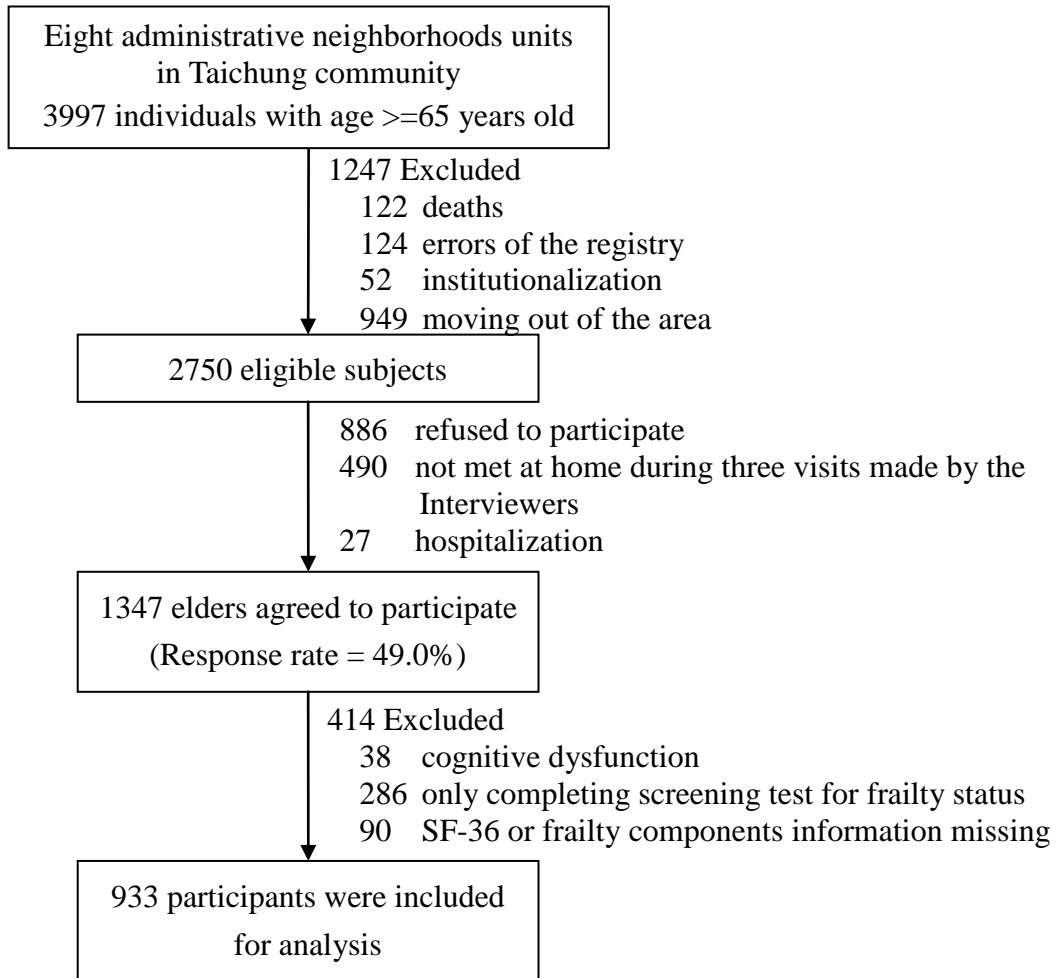 Eight administrative neighborhoods units
in Taichung community
3997 individuals with age >=65 years old
1247 Excluded
122 deaths
124 errors of the registry
52 institutionalization
949 moving out of the area
2750 eligible subjects
886 refused to participate
490 not met at home during three visits made by the
Interviewers
27 hospitalization
1347 elders agreed to participate
(Response rate = 49.0%)
414 Excluded
38 cognitive dysfunction
286 only completing screening test for frailty status
90 SF-36 or frailty components information missing
933 participants were included
for analysis